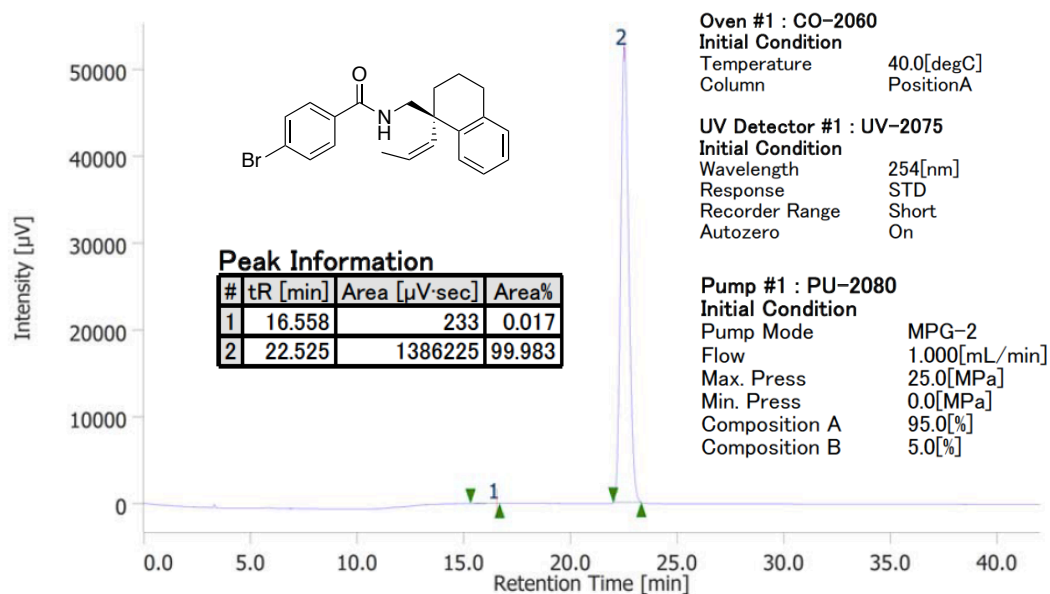 Oven #1 : CO-2060
Initial Condition
Temperature 40.0[degC]
Column PositionA
UV Detector #1 : UV-2075
Initial Condition
Wavelength 254[nm]
Response STD
Recorder Range Short
Autozero On
Pump #1 : PU-2080
Initial Condition
Pump Mode MPG-2
Flow 1.000[mL/min]
Max. Press 25.0[MPa]
Min. Press 0.0[MPa]
Composition A 95.0[%]
Composition B 5.0[%]
O
N
H
Br
Peak Information
# tR [min] Area [µV·sec] Area%
1 16.558 233 0.017
2 22.525 1386225 99.983
2
1
Intensity [µV]
50000
40000
30000
20000
10000
0
0.0 5.0 10.0 15.0 20.0 25.0 30.0 35.0 40.0
Retention Time [min]